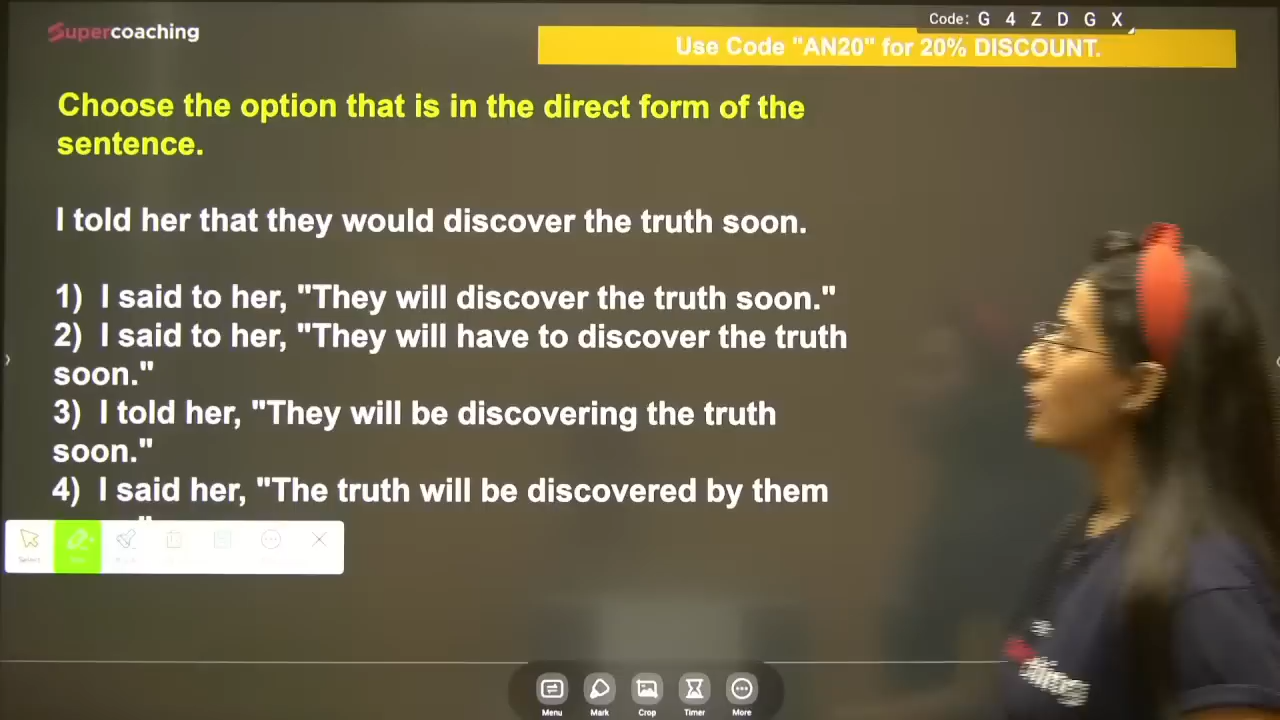 Supercoaching
Code: G 4 Z D G X
Use Code "AN20" for 20% DISCOUNT.
Choose the option that is in the direct form of the
sentence.
I told her that they would discover the truth soon.
1) I said to her, "They will discover the truth soon."
2) I said to her, "They will have to discover the truth
soon."
3) I told her, "They will be discovering the truth
soon."
4) I said her, "The truth will be discovered by them
Select
Menu Mark Crop Timer More